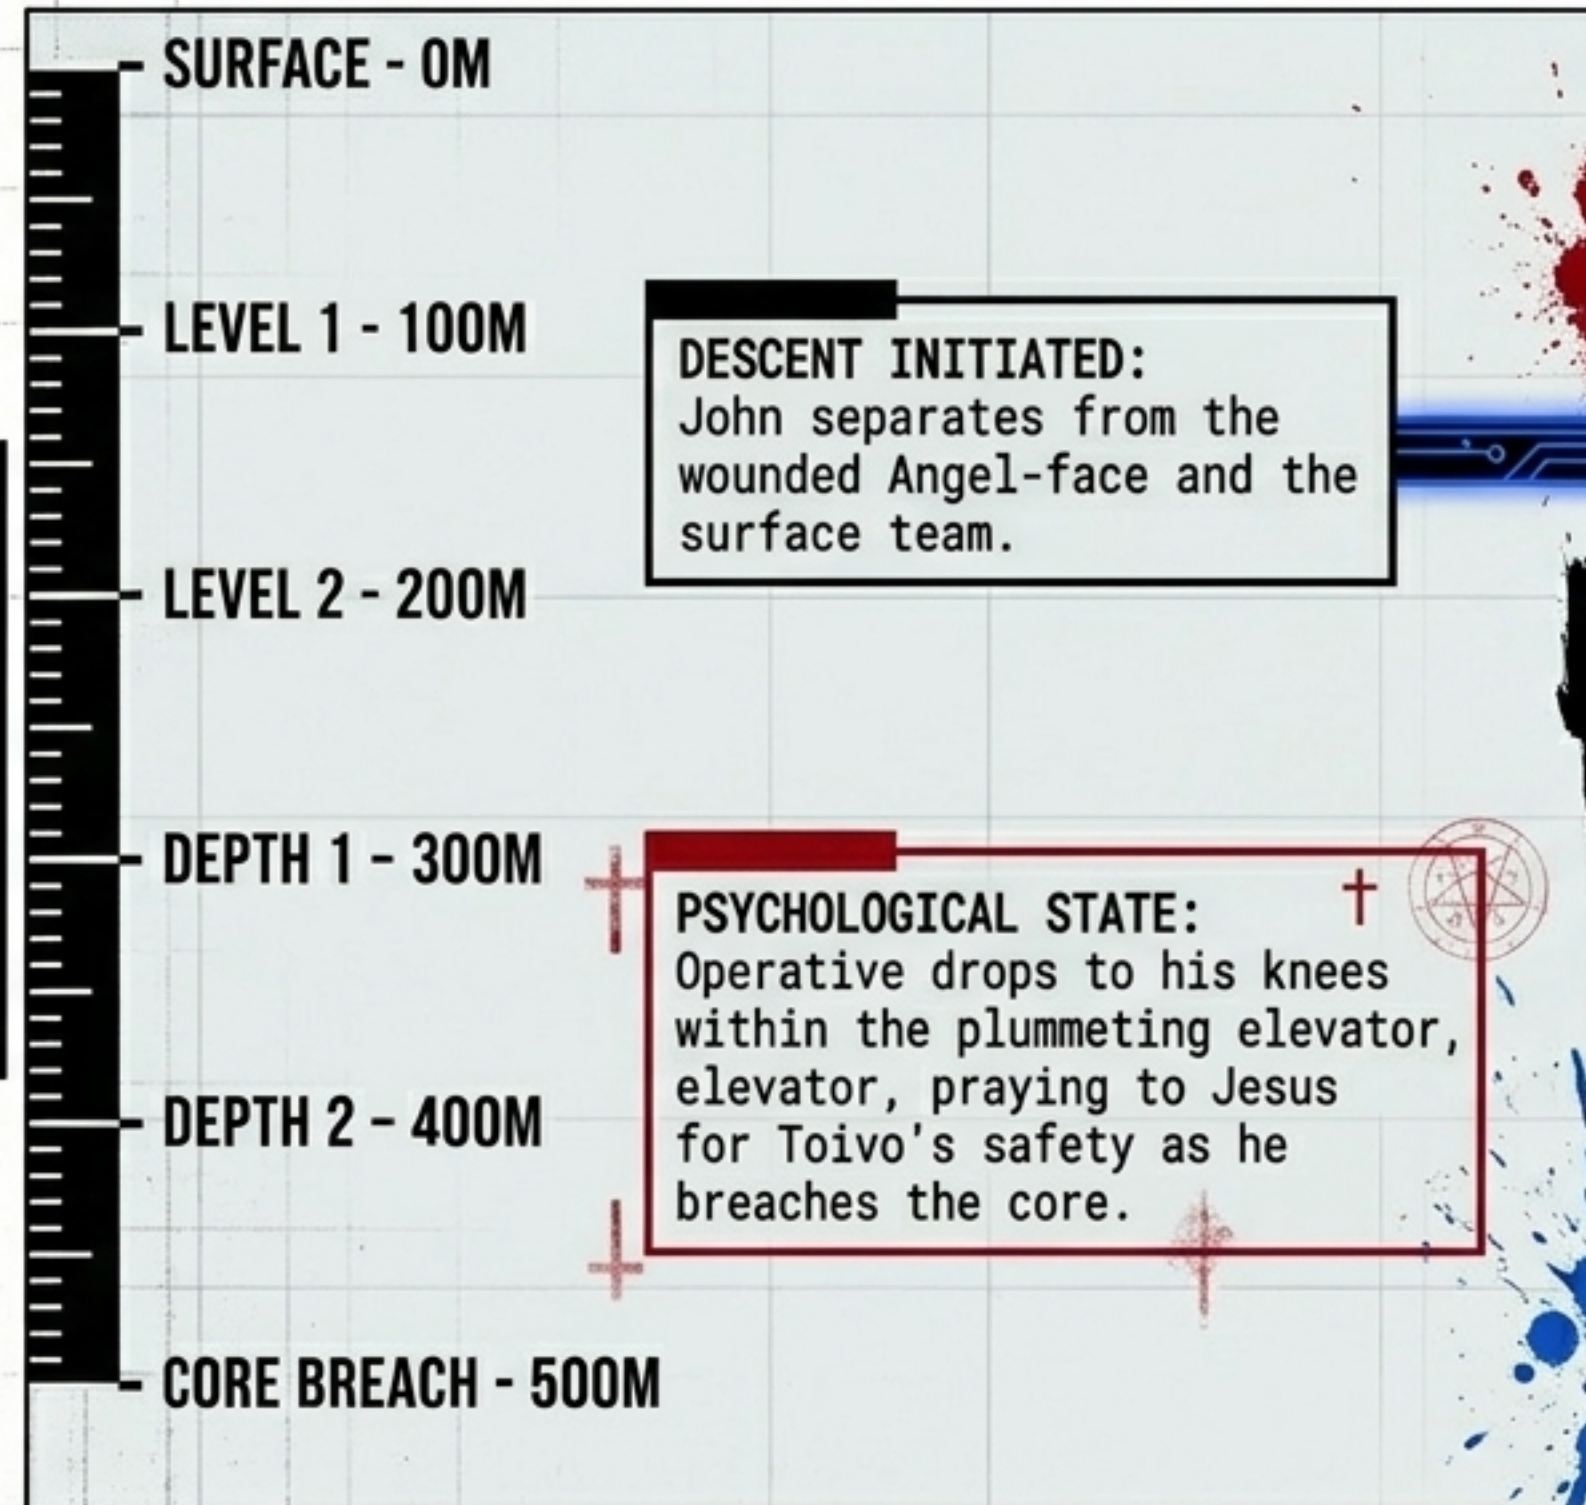 SURFACE - 0M
LEVEL 1 - 100M
DESCENT INITIATED:
John separates from the
wounded Angel-face and the
surface team.
LEVEL 2 - 200M
DEPTH 1 - 300M
PSYCHOLOGICAL STATE:
Operative drops to his knees
within the plummeting elevator,
elevator, praying to Jesus
for Toivo's safety as he
breaches the core.
DEPTH 2 - 400M
CORE BREACH - 500M